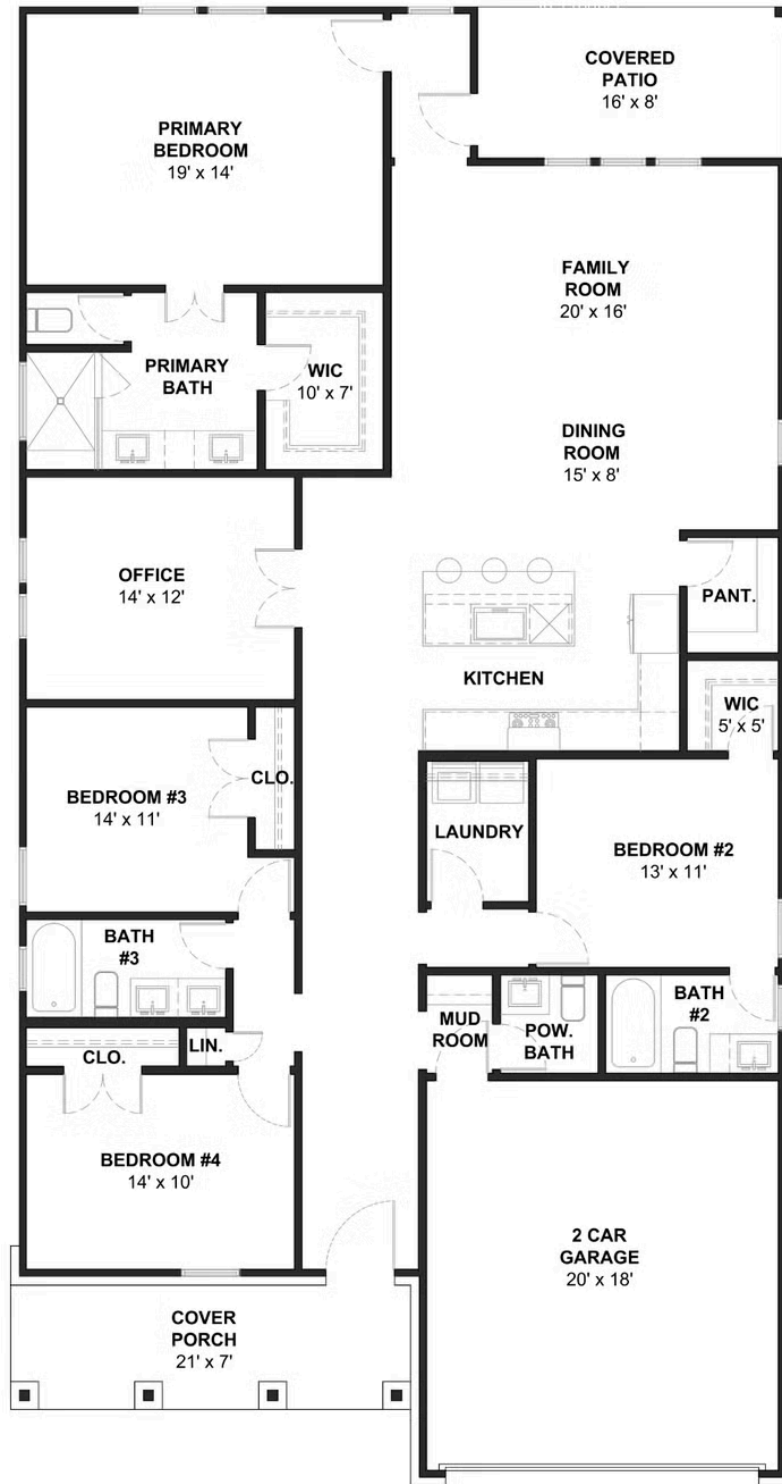 COVERED
PATIO
16' x 8'
PRIMARY
BEDROOM
19' x 14'
FAMILY
ROOM
20' x 16'
PRIMARY
BATH
WIC
10' x 7'
DINING
ROOM
15' x 8'
OFFICE
14' x 12'
PANT.
KITCHEN
WIC
5' x 5'
BEDROOM #3
14' x 11'
CLO.
LAUNDRY
BEDROOM #2
13' x 11'
BATH
#3
MUD
ROOM
POW.
BATH
BATH
#2
CLO.
LIN.
BEDROOM #4
14' x 10'
2 CAR
GARAGE
20' x 18'
COVER
PORCH
21' x 7'